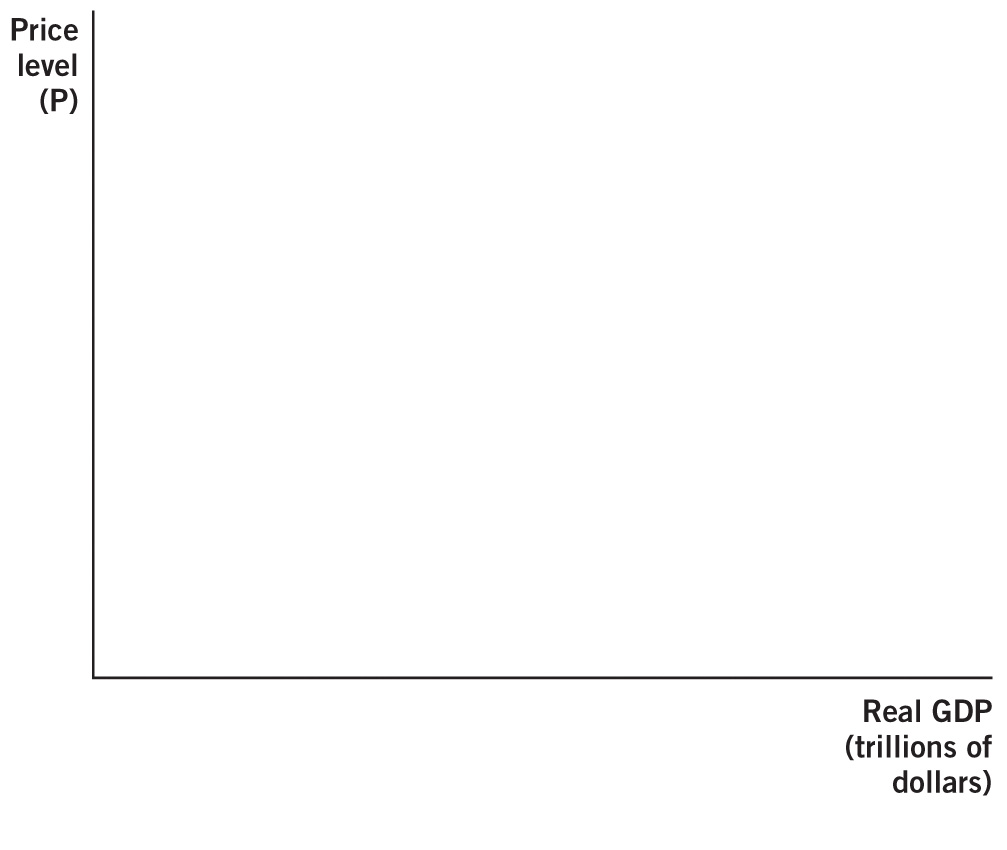 Price
level
(P)
Real GDP
(trillions of
dollars)